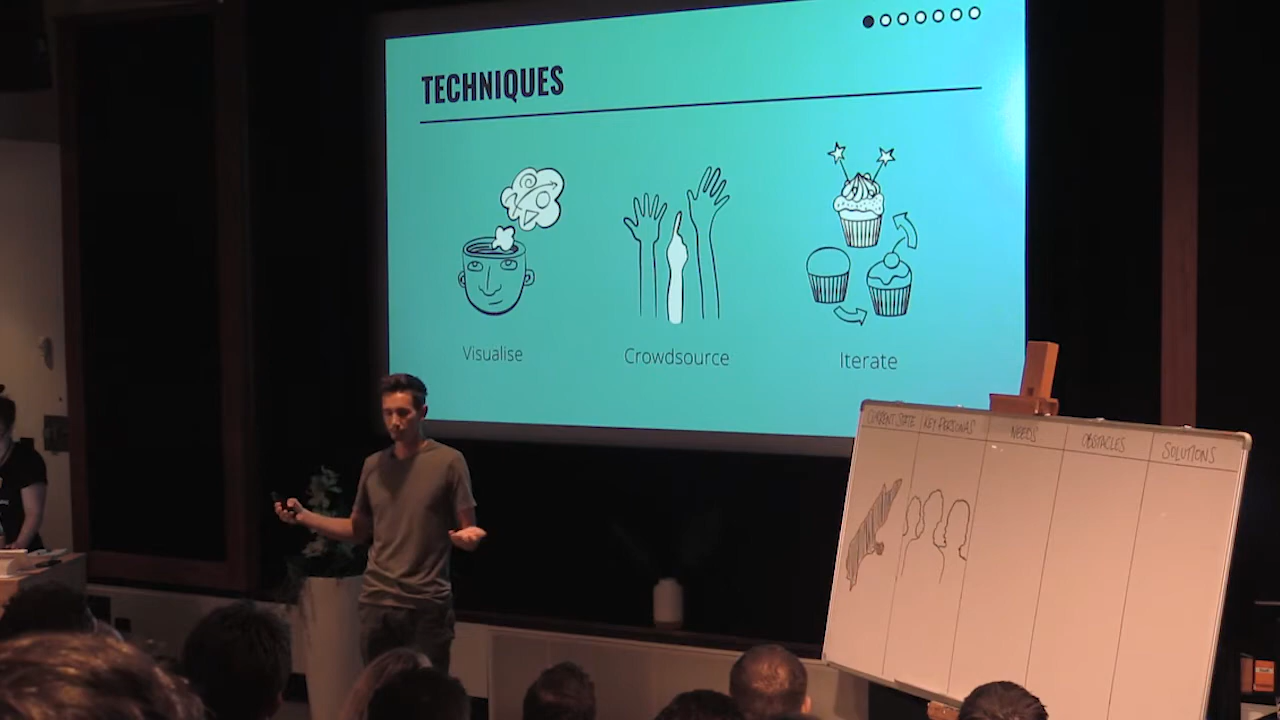 TECHNIQUES
Visualise
Crowdsource
Iterate
CURRENT STATE
KEY PERSONAS
NEEDS
OBSTACLES
SOLUTIONS